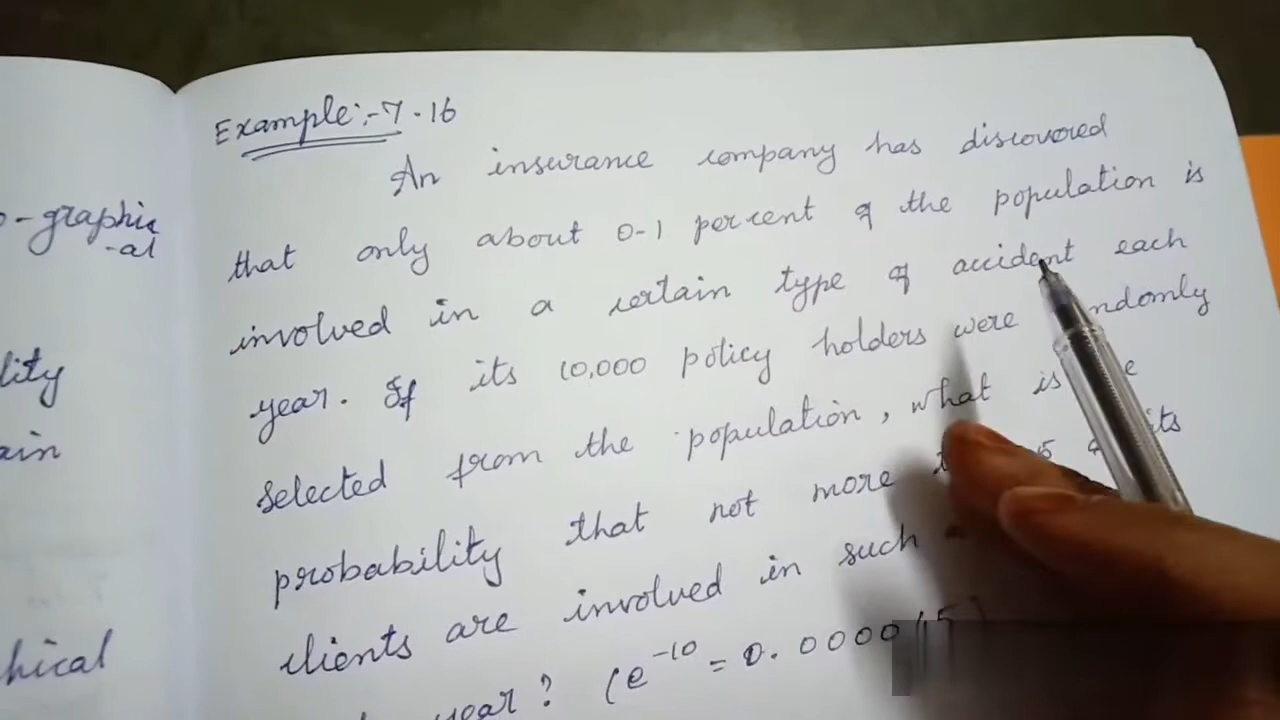 Example:- 7.16
An insurance company has discovered
that only about 0-1 percent of the population is
involved in a certain type of accident each
year. If its 10,000 policy holders were
selected from the population, what is
probability that not more its
clients are involved in such
year? (e^-10 = 0.0000
o-graphic
-al
lity
ain
hical